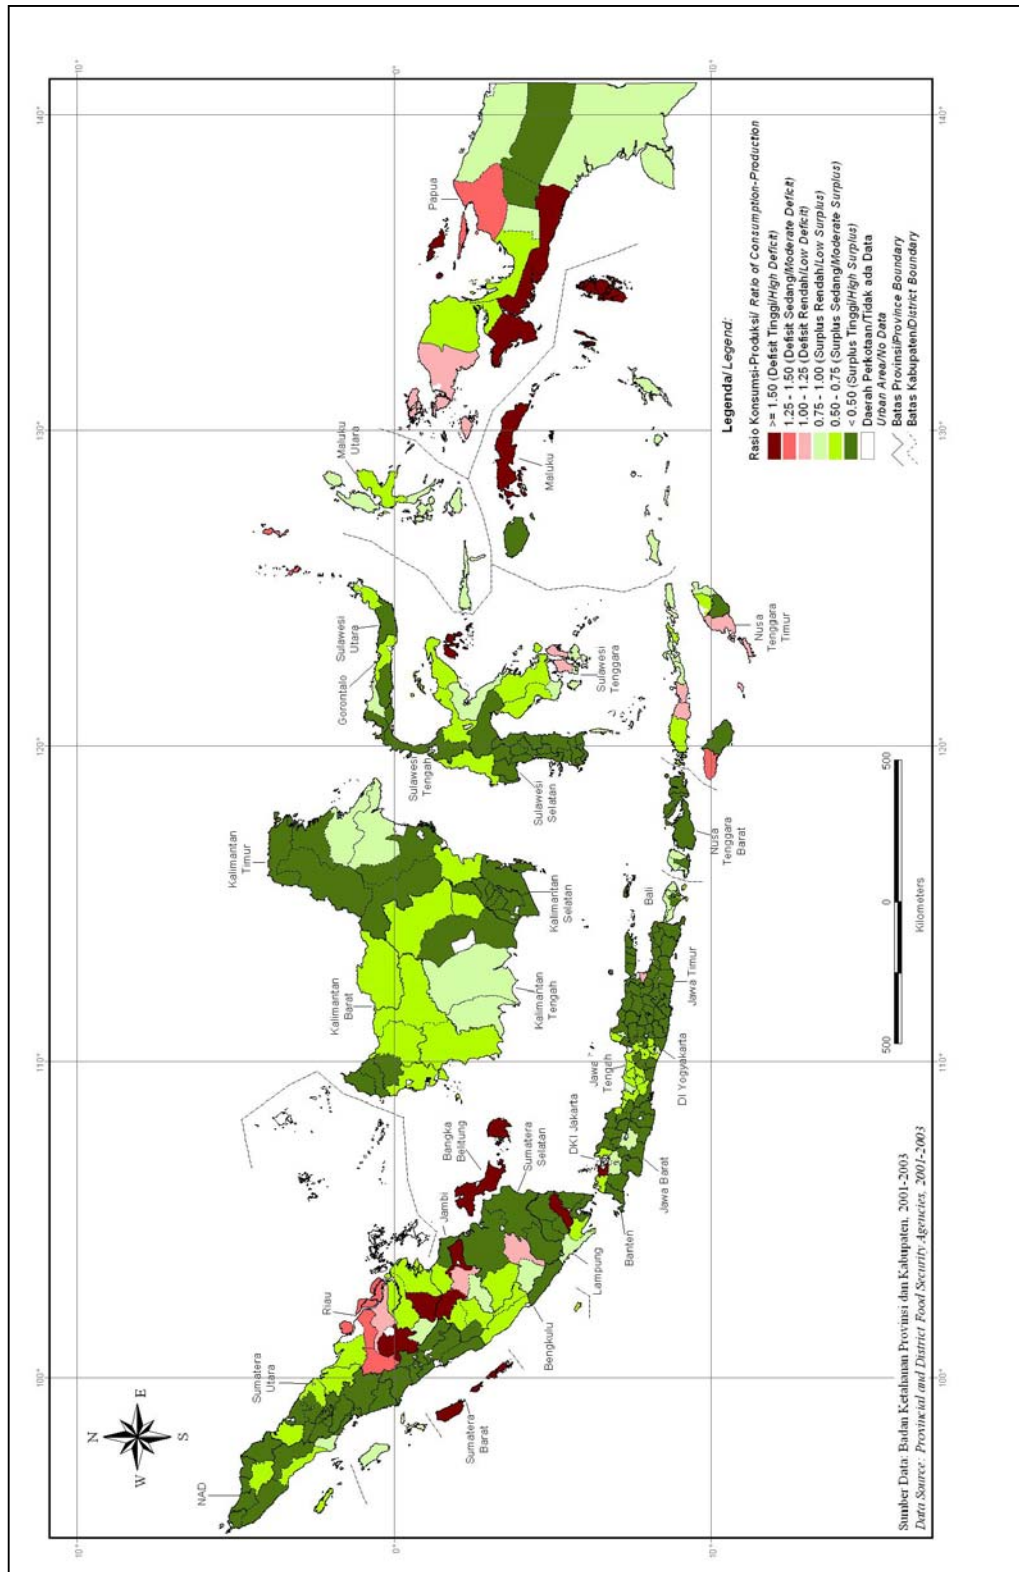 N
W
E
S
10°
0°
10°
100°
110°
120°
130°
140°
100°
110°
120°
130°
140°
10°
0°
10°
NAD
Sumatera
Utara
Riau
Sumatera
Barat
Jambi
Bengkulu
Bangka
Belitung
Sumatera
Selatan
Lampung
Banten
DKI Jakarta
Jawa Barat
Jawa
Tengah
DI Yogyakarta
Jawa Timur
Bali
Kalimantan
Barat
Kalimantan
Tengah
Kalimantan
Selatan
Kalimantan
Timur
Nusa
Tenggara
Barat
Nusa
Tenggara
Timur
Sulawesi
Tengah
Sulawesi
Selatan
Gorontalo
Sulawesi
Utara
Sulawesi
Tenggara
Maluku
Utara
Maluku
Papua
Legenda/ Legend:
Rasio Konsumsi-Produksi/ Ratio of Consumption-Production
>= 1.50 (Defisit Tinggi/High Deficit)
1.25 - 1.50 (Defisit Sedang/Moderate Deficit)
1.00 - 1.25 (Defisit Rendah/Low Deficit)
0.75 - 1.00 (Surplus Rendah/Low Surplus)
0.50 - 0.75 (Surplus Sedang/Moderate Surplus)
< 0.50 (Surplus Tinggi/High Surplus)
Daerah Perkotaan/Tidak ada Data
Urban Area/No Data
Batas Provinsi/Province Boundary
Batas Kabupaten/District Boundary
500
0
500
Kilometers
Sumber Data: Badan Ketahanan Provinsi dan Kabupaten, 2001-2003
Data Source: Provincial and District Food Security Agencies, 2001-2003